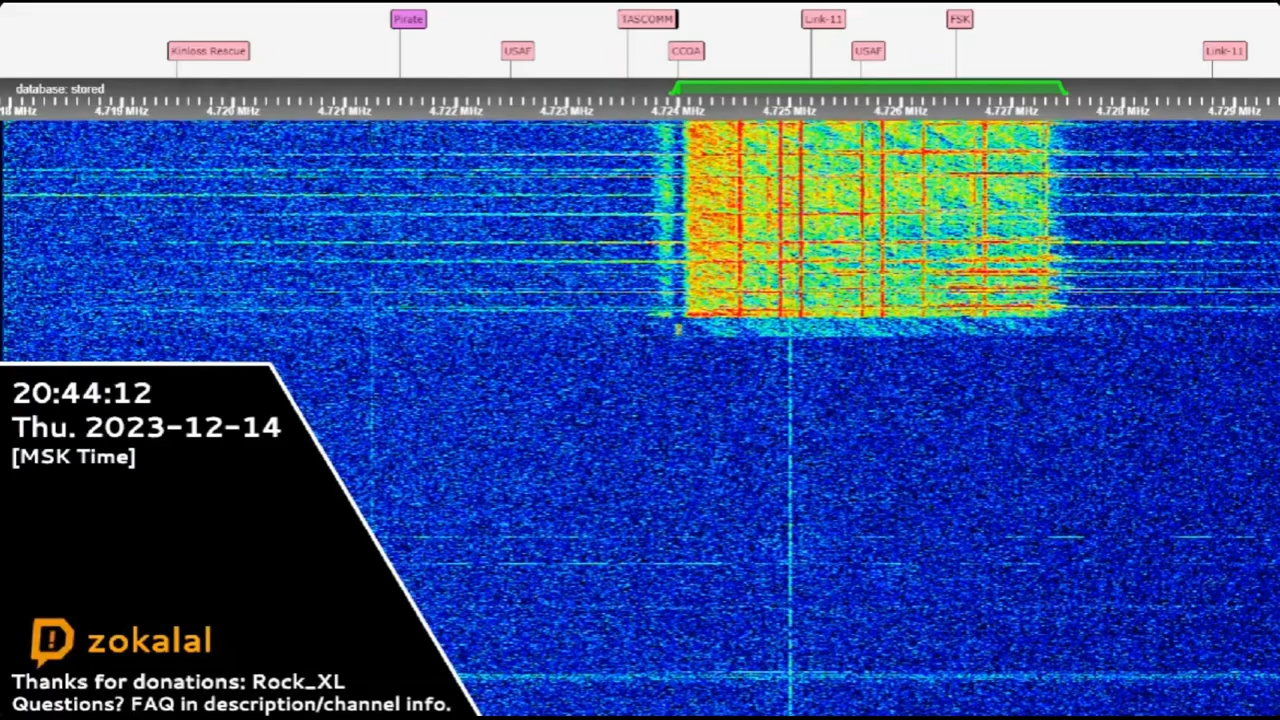 Pirate TASCOMM Link-11 FSK
Kinloss Rescue USAF CCOA USAF Link-11
database: stored
18 MHz 4.719 MHz 4.720 MHz 4.721 MHz 4.722 MHz 4.723 MHz 4.724 MHz 4.725 MHz 4.726 MHz 4.727 MHz 4.728 MHz 4.729 MHz
20:44:12
Thu. 2023-12-14
[MSK Time]
zokalal
Thanks for donations: Rock_XL
Questions? FAQ in description/channel info.